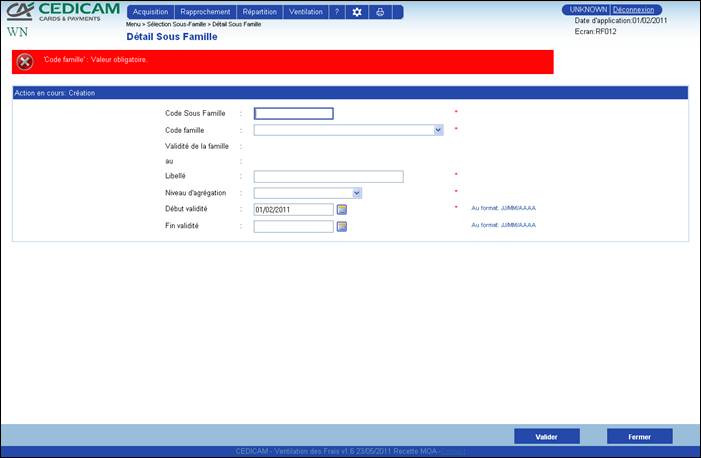 CEDICAM
CARDS & PAYMENTS
WN
Acquisition Rapprochement Répartition Ventilation ?
UNKNOWN Déconnexion
Menu > Sélection Sous-Famille > Détail Sous Famille
Date d'application:01/02/2011
Détail Sous Famille
Ecran:RF012
'Code famille' : Valeur obligatoire.
Action en cours: Création
Code Sous Famille : *
Code famille : *
Validité de la famille :
au :
Libellé : *
Niveau d'agrégation : *
Début validité : 01/02/2011 * Au format: JJ/MM/AAAA
Fin validité : Au format: JJ/MM/AAAA
Valider Fermer
CEDICAM - Ventilation des Frais v1.6 23/05/2011 Recette MOA - Contact